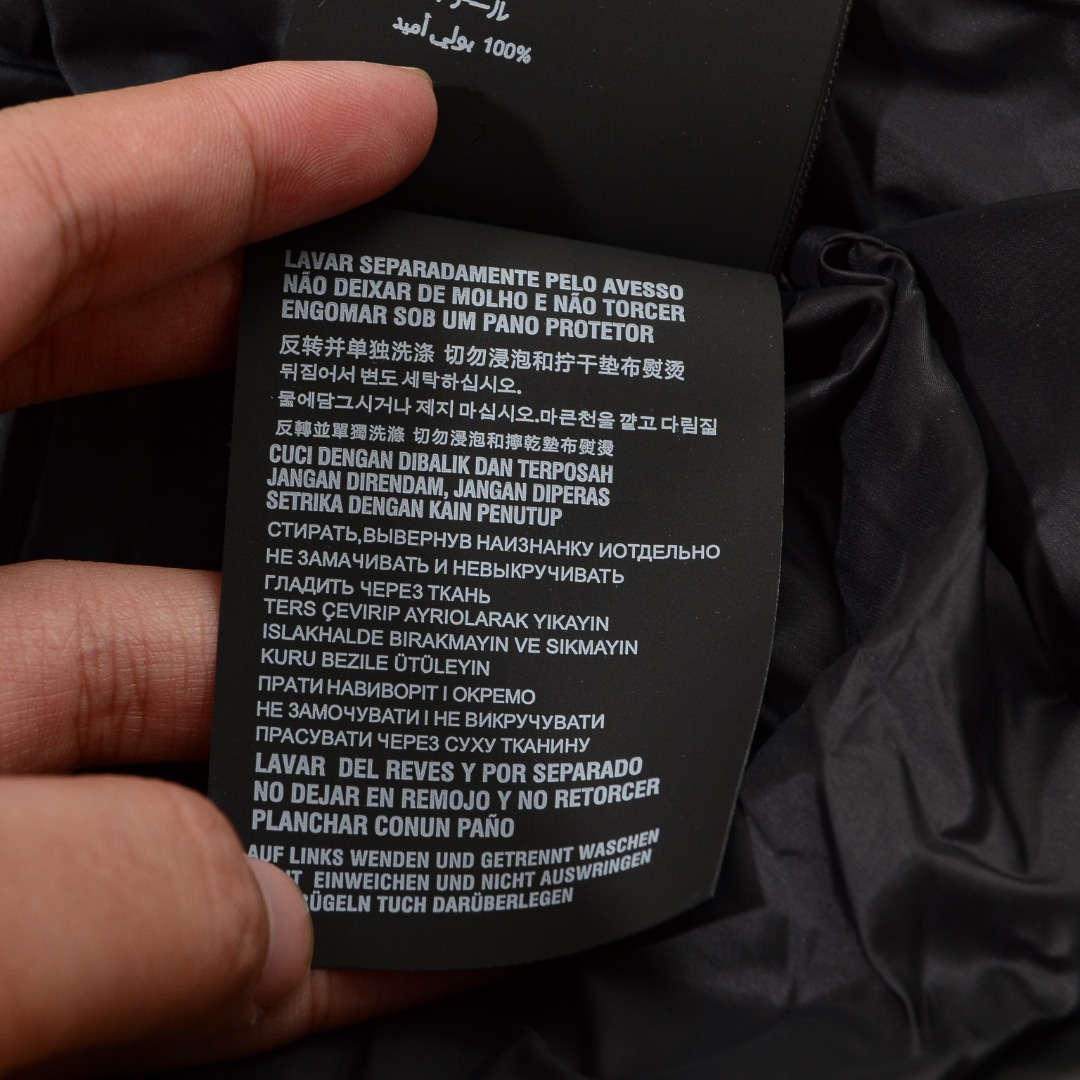 100% بولي أميد
LAVAR SEPARADAMENTE PELO AVESSO
NÃO DEIXAR DE MOLHO E NÃO TORCER
ENGOMAR SOB UM PANO PROTETOR
反转并单独洗涤 切勿浸泡和拧干垫布熨烫
뒤집어서 변도 세탁하십시오.
물에담그시거나 제지 마십시오.마큰천을 깔고 다림질
反轉並單獨洗滌 切勿浸泡和擰乾墊布熨燙
CUCI DENGAN DIBALIK DAN TERPOSAH
JANGAN DIRENDAM, JANGAN DIPERAS
SETRIKA DENGAN KAIN PENUTUP
СТИРАТЬ,ВЫВЕРНУВ НАИЗНАНКУ ИОТДЕЛЬНО
НЕ ЗАМАЧИВАТЬ И НЕВЫКРУЧИВАТЬ
ГЛАДИТЬ ЧЕРЕЗ ТКАНЬ
TERS ÇEVIRIP AYRIOLARAK YIKAYIN
ISLAKHALDE BIRAKMAYIN VE SIKMAYIN
KURU BEZILE ÜTÜLEYIN
ПРАТИ НАВИВОРІТ І ОКРЕМО
НЕ ЗАМОЧУВАТИ І НЕ ВИКРУЧУВАТИ
ПРАСУВАТИ ЧЕРЕЗ СУХУ ТКАНИНУ
LAVAR DEL REVES Y POR SEPARADO
NO DEJAR EN REMOJO Y NO RETORCER
PLANCHAR CONUN PAÑO
AUF LINKS WENDEN UND GETRENNT WASCHEN
EINWEICHEN UND NICHT AUSWRINGEN
TUCH DARÜBERLEGEN